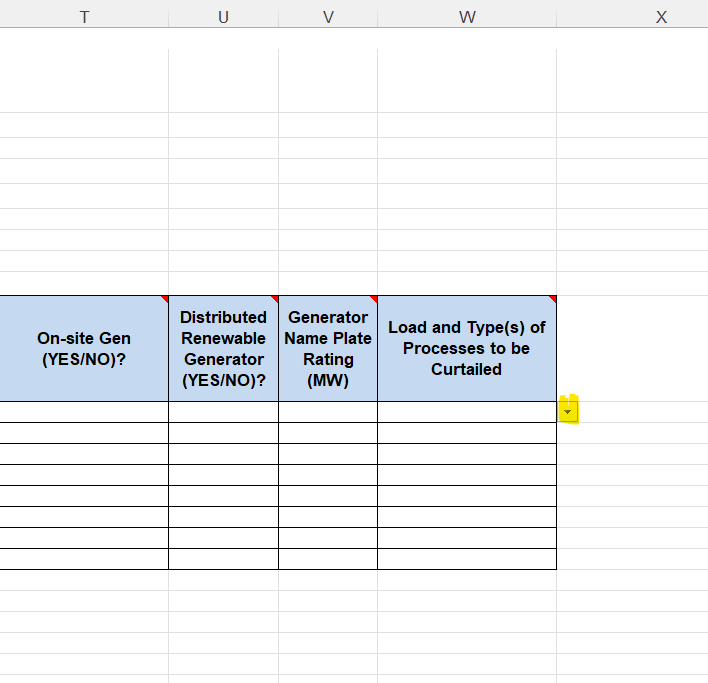 T U V W X
On-site Gen
(YES/NO)?
Distributed
Renewable
Generator
(YES/NO)?
Generator
Name Plate
Rating
(MW)
Load and Type(s) of
Processes to be
Curtailed